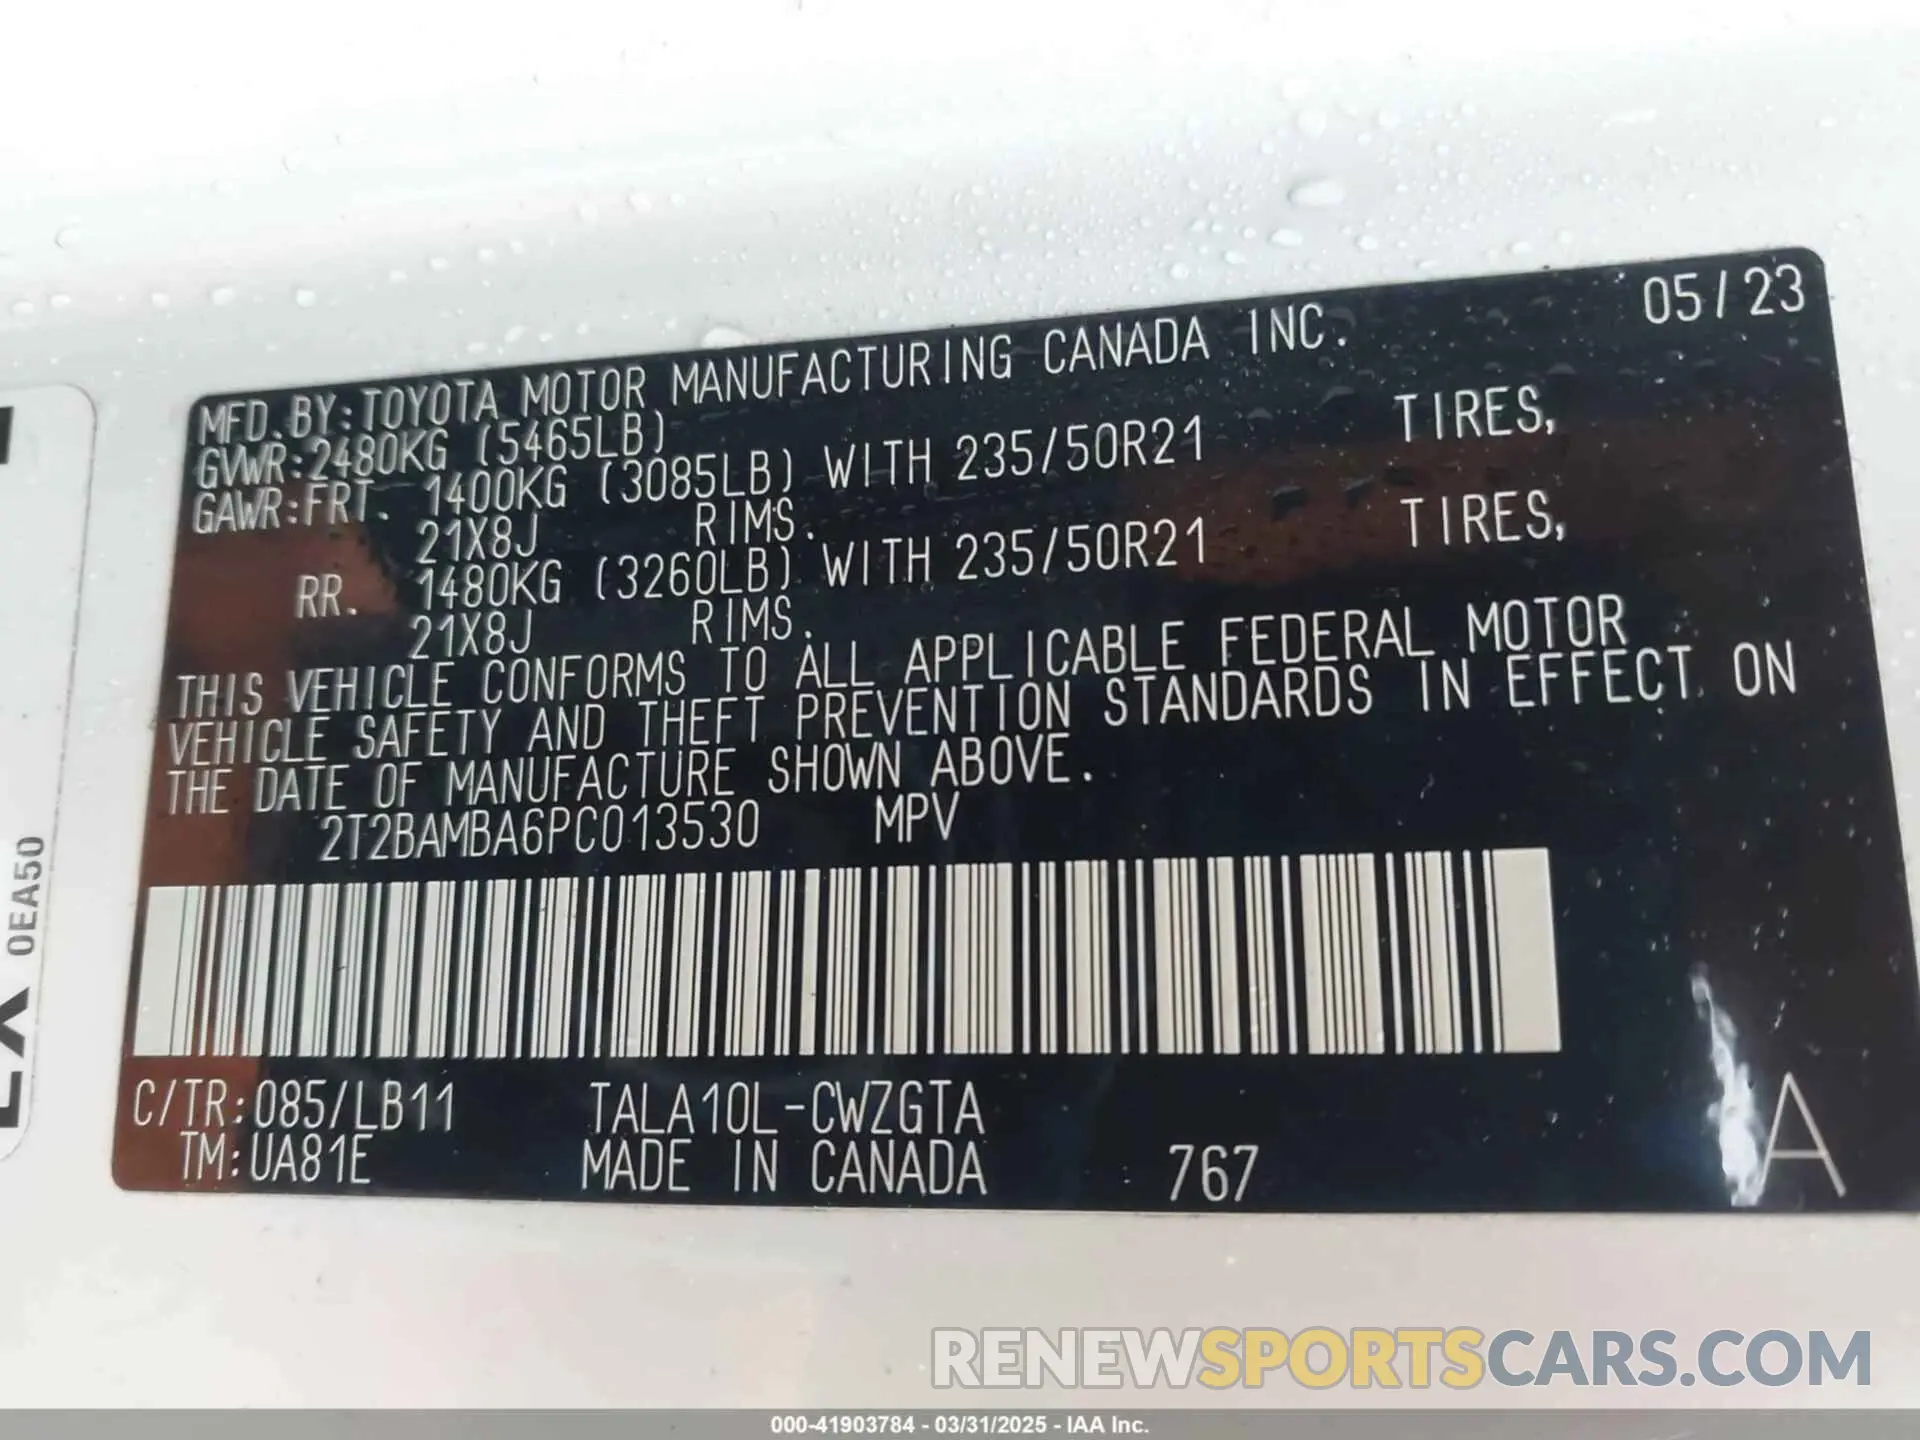 MFD. BY: TOYOTA MOTOR MANUFACTURING CANADA INC. 05/23
GVWR: 2480KG (5465LB)
GAWR: FRT. 1400KG (3085LB) WITH 235/50R21 TIRES,
21X8J RIMS.
RR. 1480KG (3260LB) WITH 235/50R21 TIRES,
21X8J RIMS.
THIS VEHICLE CONFORMS TO ALL APPLICABLE FEDERAL MOTOR
VEHICLE SAFETY AND THEFT PREVENTION STANDARDS IN EFFECT ON
THE DATE OF MANUFACTURE SHOWN ABOVE.
2T2BAMBA6PC013530 MPV
C/TR: 085/LB11 TALA10L-CWZGTA
TM: UA81E MADE IN CANADA 767 A
0EA50
RENEWSPORTSCARS.COM
000-41903784 - 03/31/2025 - IAA Inc.